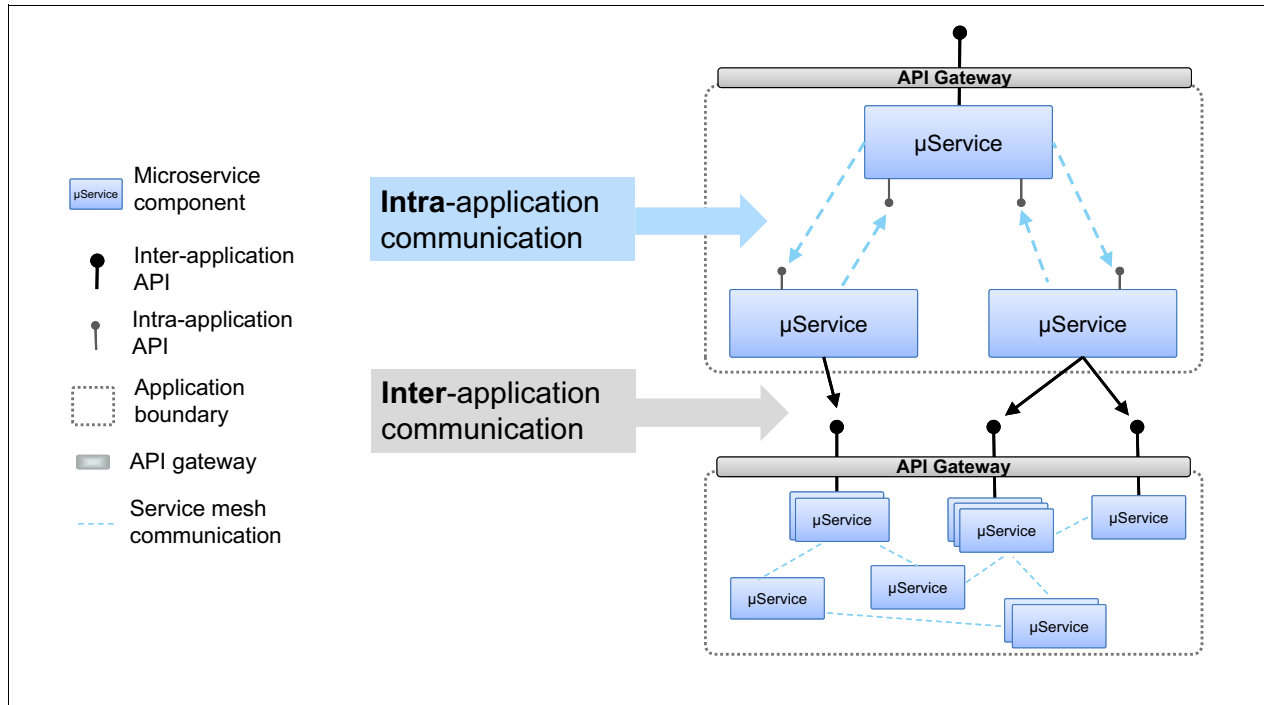 API Gateway
µService
µService
Microservice
component
Intra-application
communication
Inter-application
API
Intra-application
API
µService
µService
Application
boundary
Inter-application
communication
API gateway
API Gateway
Service mesh
communication
µService
µService
µService
µService
µService
µService